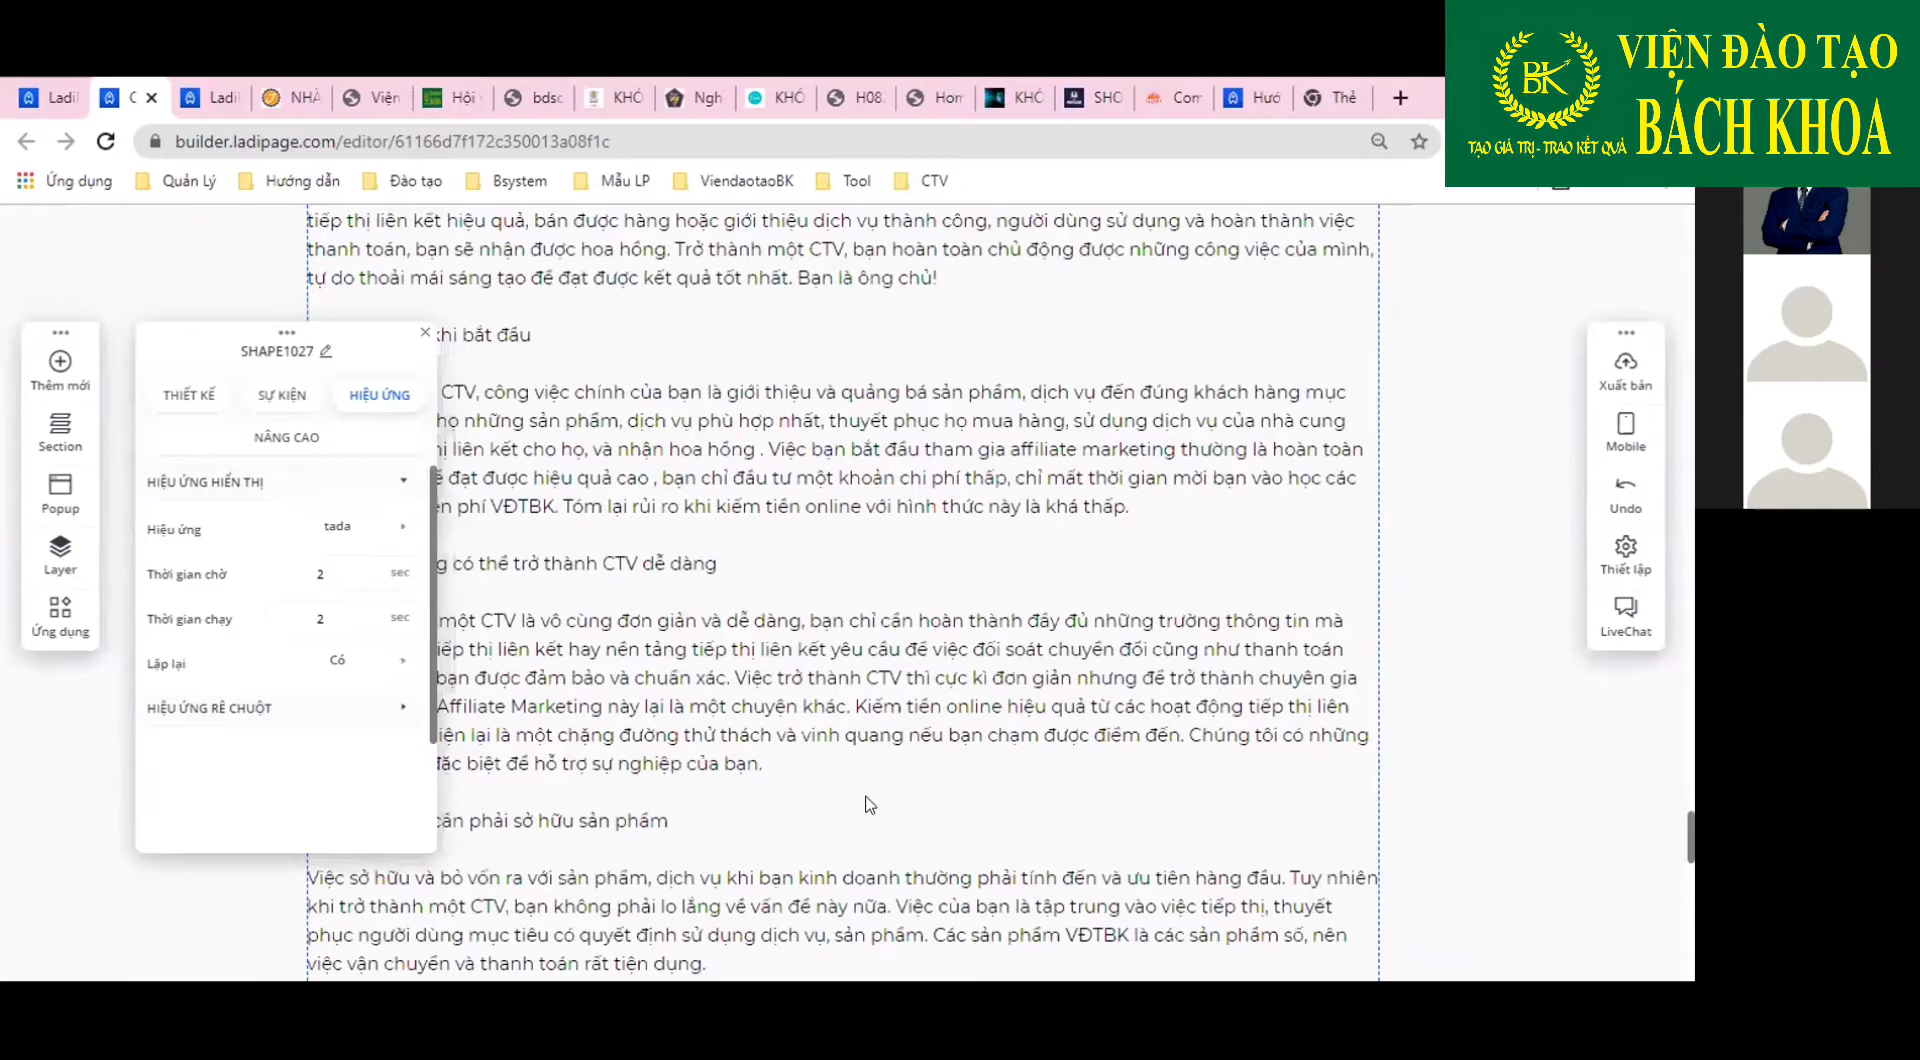 VIỆN ĐÀO TẠO
BÁCH KHOA
BK
TẠO GIÁ TRỊ - TRAO KẾT QUẢ
Ladi
C
Ladi
NHÀ
Viện
Hội
bds
KHÓ
Ngh
KHÓ
H08
Hor
KHÓ
SHO
Com
Hướ
Thẻ
builder.ladipage.com/editor/61166d7f172c350013a08f1c
Ứng dụng
Quản Lý
Hướng dẫn
Đào tạo
Bsystem
Mẫu LP
ViendaotaoBK
Tool
CTV
tiếp thị liên kết hiệu quả, bán được hàng hoặc giới thiệu dịch vụ thành công, người dùng sử dụng và hoàn thành việc
thanh toán, bạn sẽ nhận được hoa hồng. Trở thành một CTV, bạn hoàn toàn chủ động được những công việc của mình,
tự do thoải mái sáng tạo để đạt được kết quả tốt nhất. Bạn là ông chủ!
khi bắt đầu
CTV, công việc chính của bạn là giới thiệu và quảng bá sản phẩm, dịch vụ đến đúng khách hàng mục
họ những sản phẩm, dịch vụ phù hợp nhất, thuyết phục họ mua hàng, sử dụng dịch vụ của nhà cung
liên kết cho họ, và nhận hoa hồng . Việc bạn bắt đầu tham gia affiliate marketing thường là hoàn toàn
đạt được hiệu quả cao , bạn chỉ đầu tư một khoản chi phí thấp, chỉ mất thời gian mời bạn vào học các
phí VĐTBK. Tóm lại rủi ro khi kiếm tiền online với hình thức này là khá thấp.
g có thể trở thành CTV dễ dàng
một CTV là vô cùng đơn giản và dễ dàng, bạn chỉ cần hoàn thành đầy đủ những trường thông tin mà
tiếp thị liên kết hay nền tảng tiếp thị liên kết yêu cầu để việc đối soát chuyển đổi cũng như thanh toán
bạn được đảm bảo và chuẩn xác. Việc trở thành CTV thì cực kì đơn giản nhưng để trở thành chuyên gia
Affiliate Marketing này lại là một chuyện khác. Kiếm tiền online hiệu quả từ các hoạt động tiếp thị liên
iện lại là một chặng đường thử thách và vinh quang nếu bạn chạm được điểm đến. Chúng tôi có những
đặc biệt để hỗ trợ sự nghiệp của bạn.
cần phải sở hữu sản phẩm
Việc sở hữu và bỏ vốn ra với sản phẩm, dịch vụ khi bạn kinh doanh thường phải tính đến và ưu tiên hàng đầu. Tuy nhiên
khi trở thành một CTV, bạn không phải lo lắng về vấn đề này nữa. Việc của bạn là tập trung vào việc tiếp thị, thuyết
phục người dùng mục tiêu có quyết định sử dụng dịch vụ, sản phẩm. Các sản phẩm VĐTBK là các sản phẩm số, nên
việc vận chuyển và thanh toán rất tiện dụng.
Thêm mới
Section
Popup
Layer
Ứng dụng
SHAPE1027
THIẾT KẾ
SỰ KIỆN
HIỆU ỨNG
NÂNG CAO
HIỆU ỨNG HIỂN THỊ
Hiệu ứng
tada
Thời gian chờ
2
sec
Thời gian chạy
2
sec
Lặp lại
Có
HIỆU ỨNG RÊ CHUỘT
Xuất bản
Mobile
Undo
Thiết lập
LiveChat